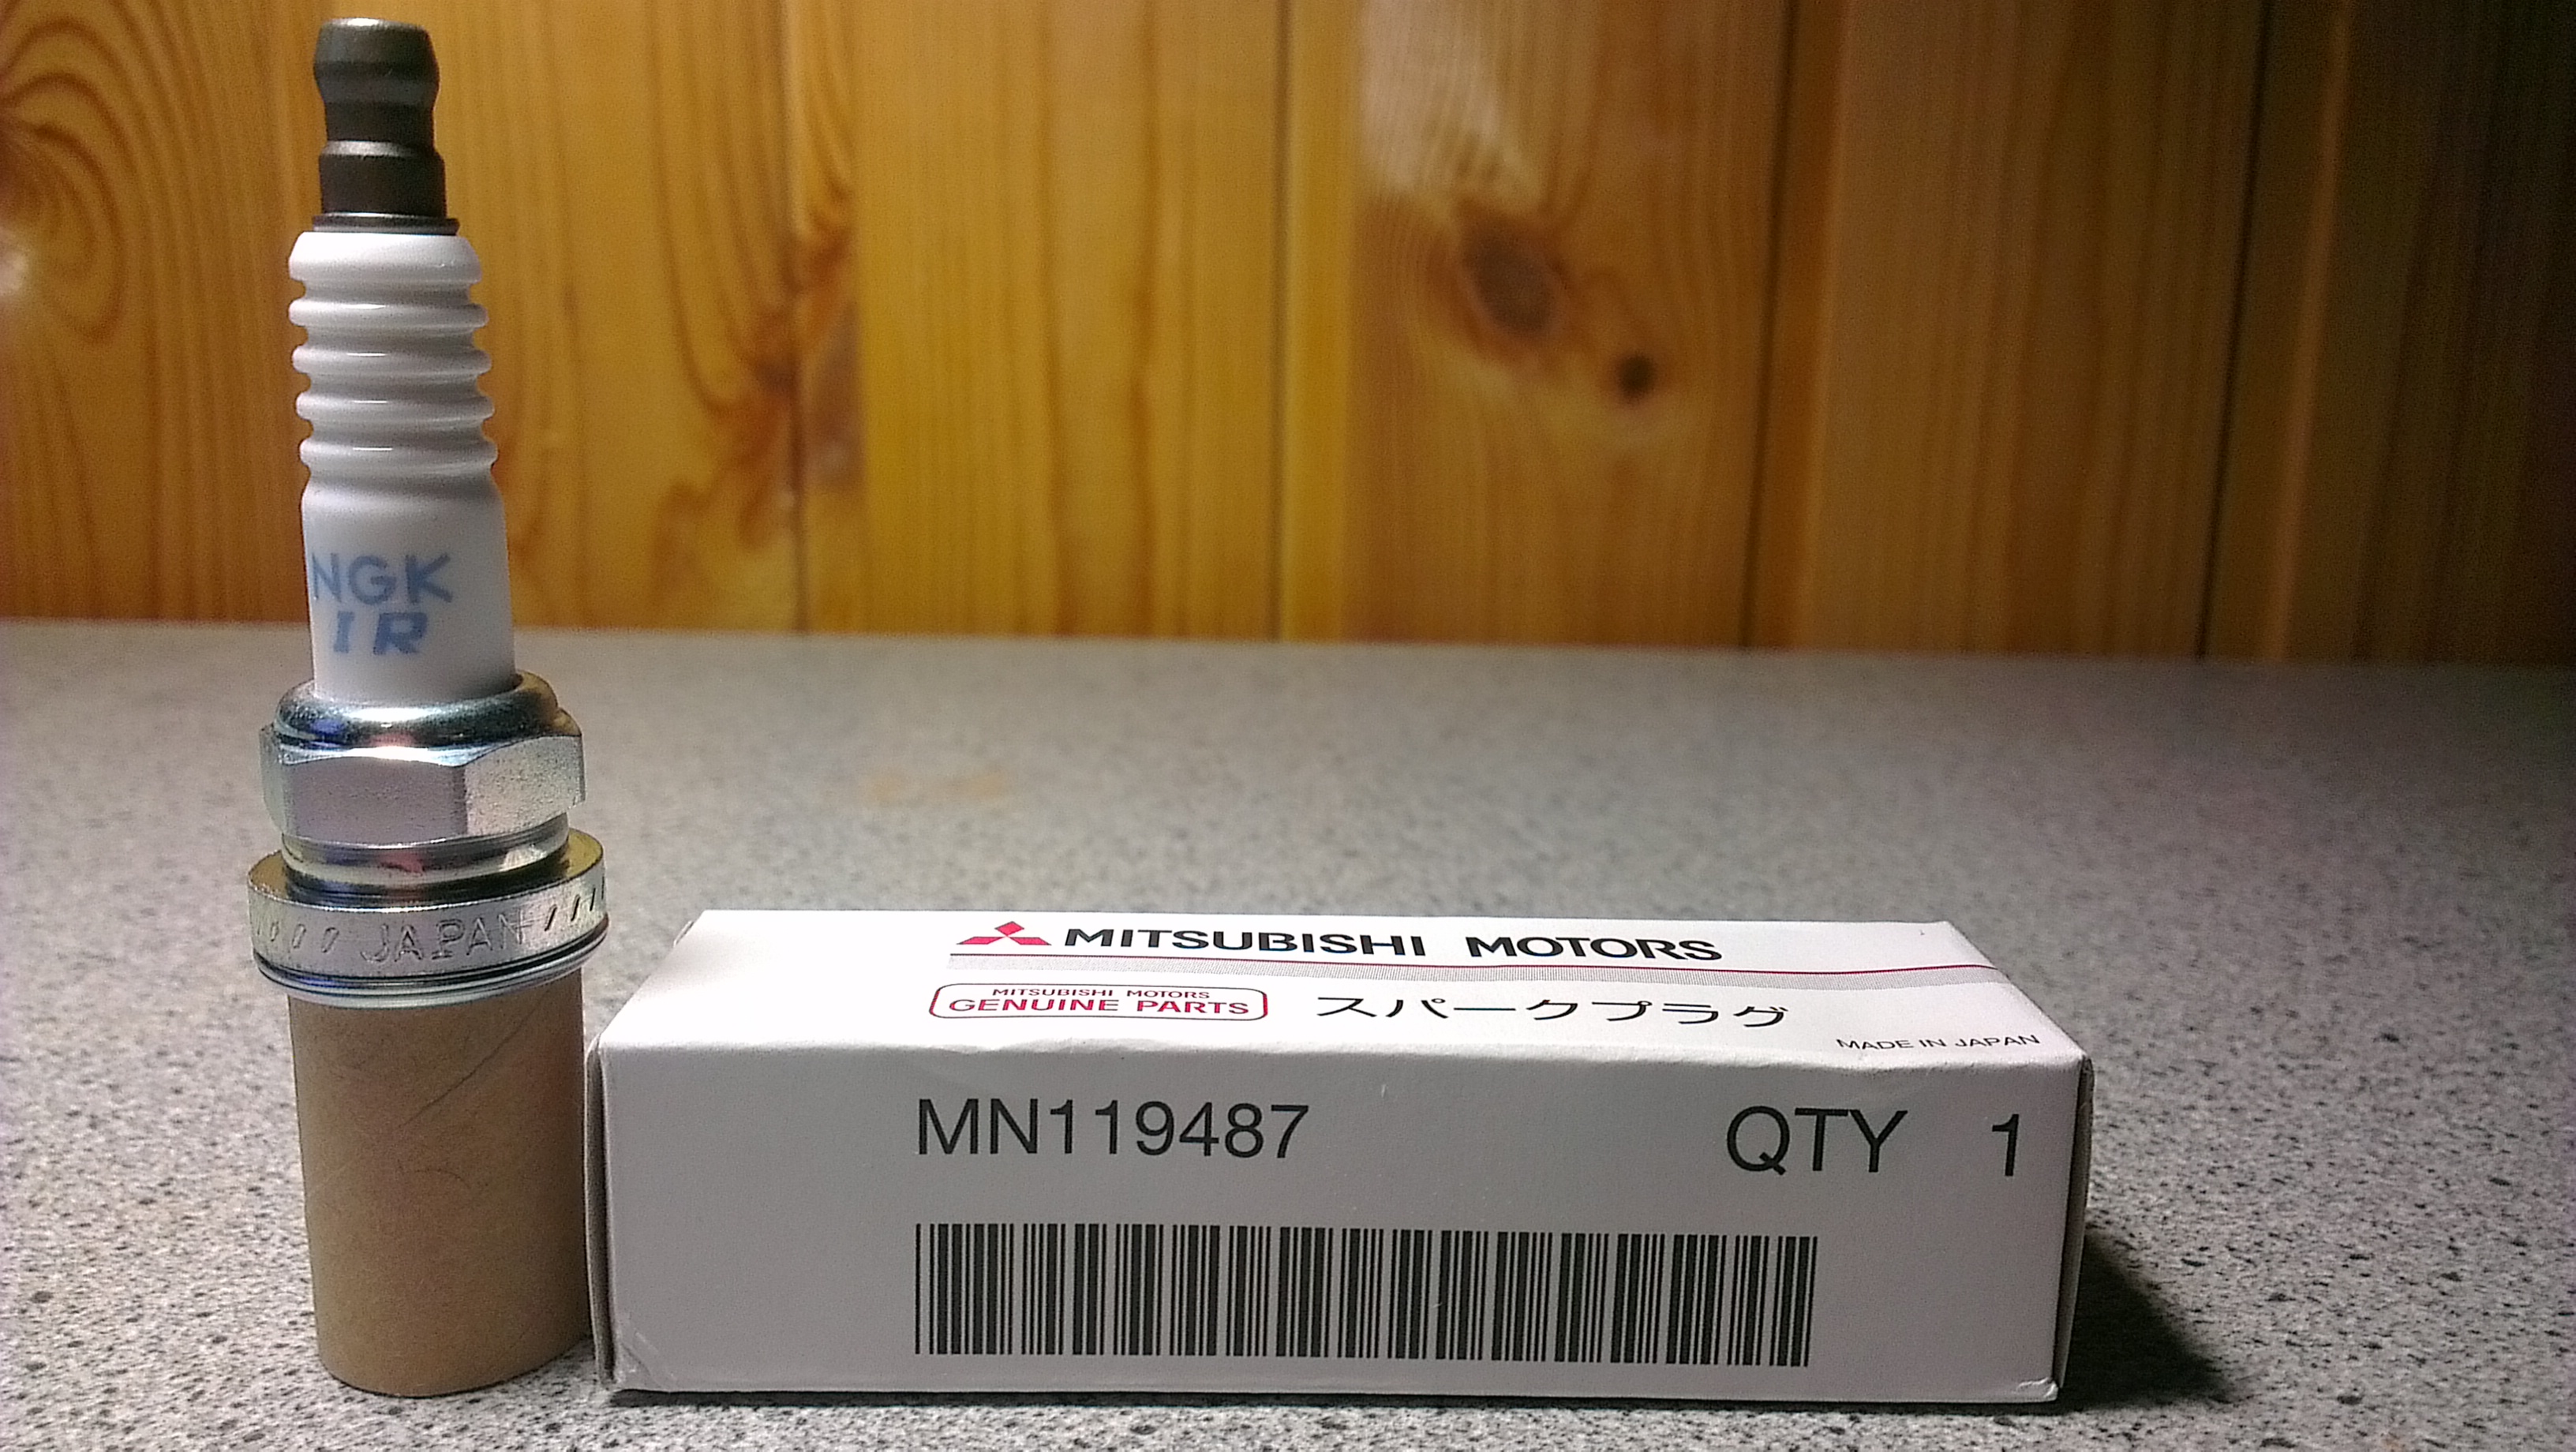 NGK
IR
JAPAN
MITSUBISHI MOTORS
MITSUBISHI MOTORS
GENUINE PARTS
スパークプラグ
MADE IN JAPAN
MN119487
QTY 1